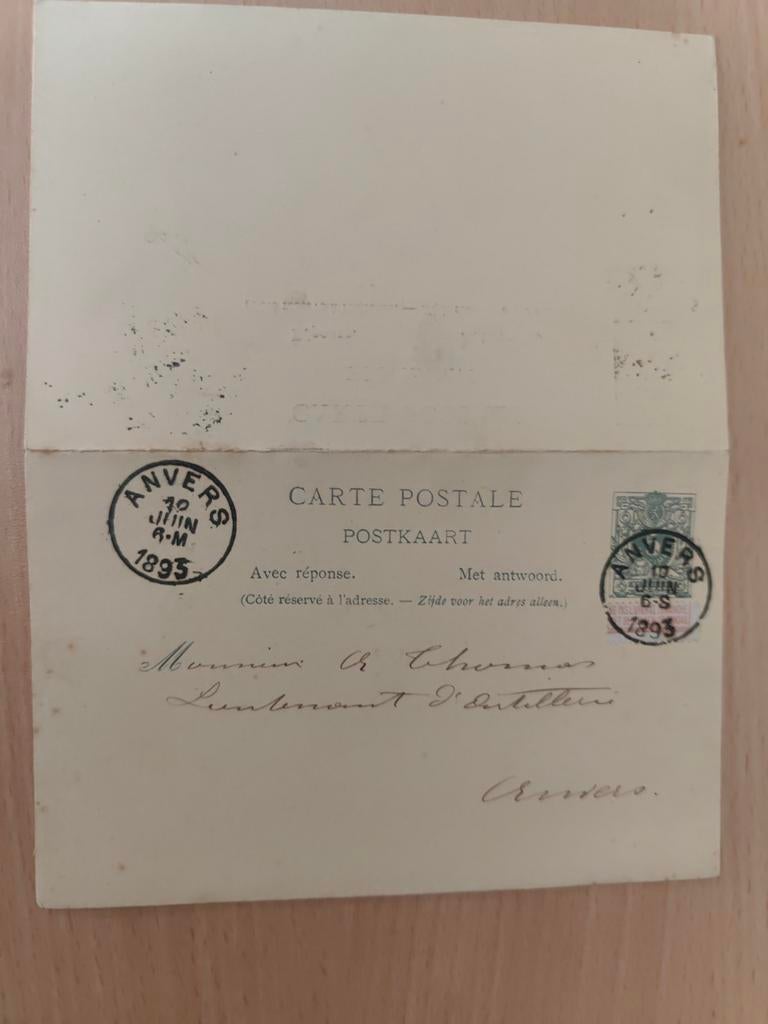 ANVERS
10
JUIN
6-M
1893
CARTE POSTALE
POSTKAART
Avec réponse. Met antwoord.
(Côté réservé à l'adresse. — Zijde voor het adres alleen.)
ANVERS
10
JUIN
6-S
1893
Monsieur A Thomas
Lieutenant d'Artillerie
Anvers.